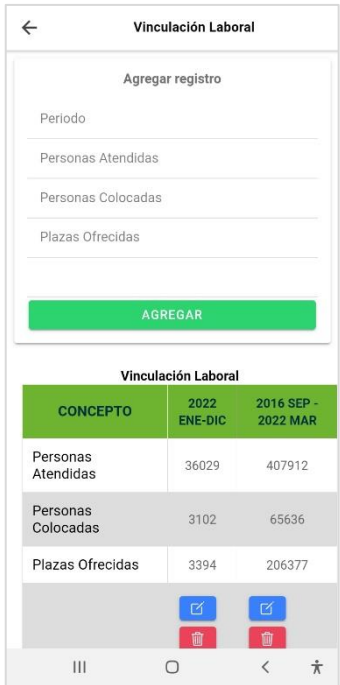 Vinculación Laboral
Agregar registro
Periodo
Personas Atendidas
Personas Colocadas
Plazas Ofrecidas
AGREGAR
Vinculación Laboral
CONCEPTO 2022 ENE-DIC 2016 SEP - 2022 MAR
Personas Atendidas 36029 407912
Personas Colocadas 3102 65636
Plazas Ofrecidas 3394 206377